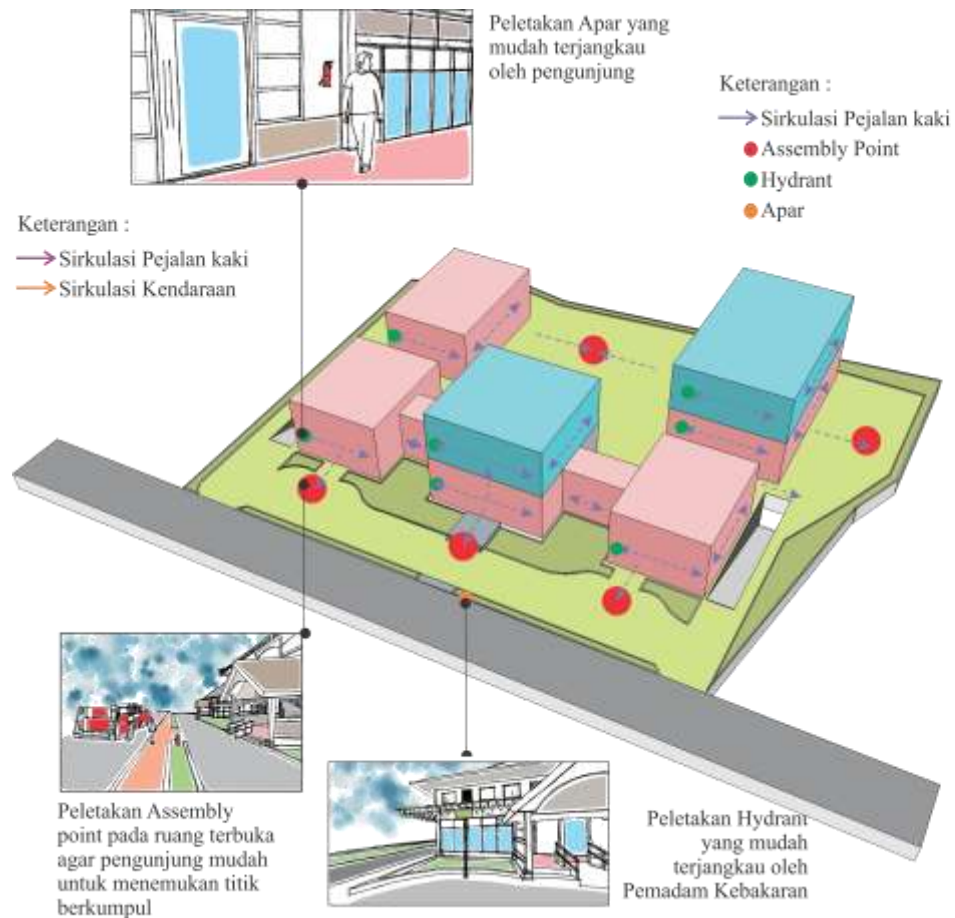 Peletakan Apar yang
mudah terjangkau
oleh pengunjung
Keterangan :
Sirkulasi Pejalan kaki
Assembly Point
Hydrant
Apar
Keterangan :
Sirkulasi Pejalan kaki
Sirkulasi Kendaraan
Peletakan Assembly
point pada ruang terbuka
agar pengunjung mudah
untuk menemukan titik
berkumpul
Peletakan Hydrant
yang mudah
terjangkau oleh
Pemadam Kebakaran